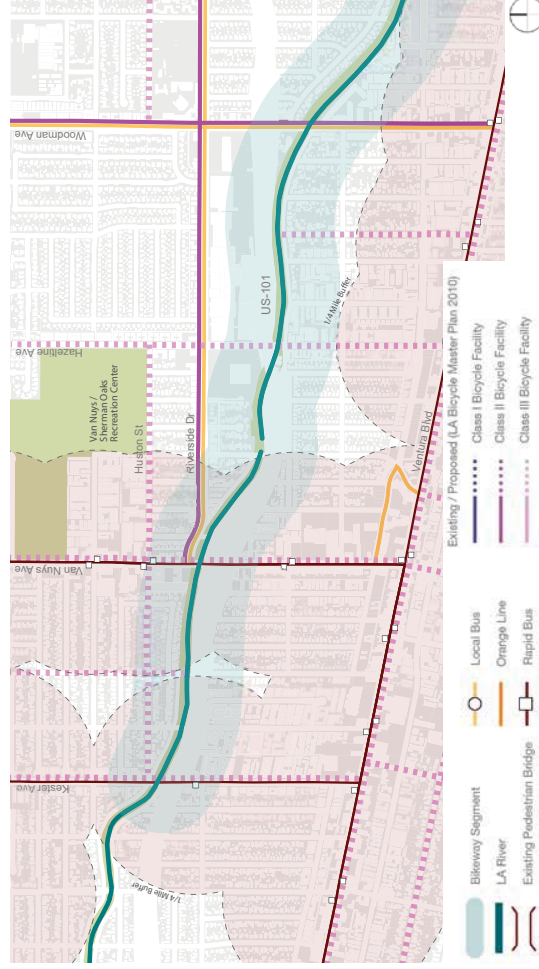 Woodman Ave
US-101
1/4 Mile Buffer
Hazeltine Ave
Van Nuys /
Sherman Oaks
Recreation Center
Huston St
Riverside Dr
Ventura Blvd
Van Nuys Ave
Kester Ave
1/4 Mile Buffer
Existing / Proposed (LA Bicycle Master Plan 2010)
Class I Bicycle Facility
Class II Bicycle Facility
Class III Bicycle Facility
Local Bus
Orange Line
Rapid Bus
Bikeway Segment
LA River
Existing Pedestrian Bridge